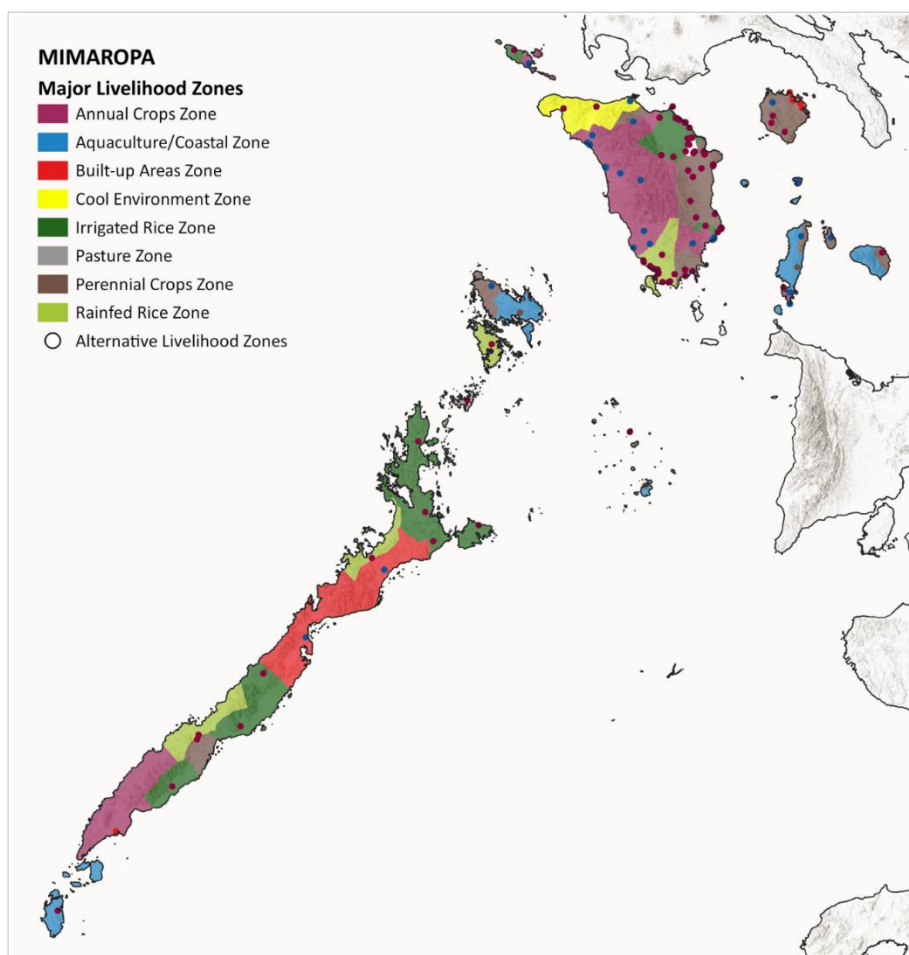 MIMAROPA
Major Livelihood Zones
Annual Crops Zone
Aquaculture/Coastal Zone
Built-up Areas Zone
Cool Environment Zone
Irrigated Rice Zone
Pasture Zone
Perennial Crops Zone
Rainfed Rice Zone
Alternative Livelihood Zones